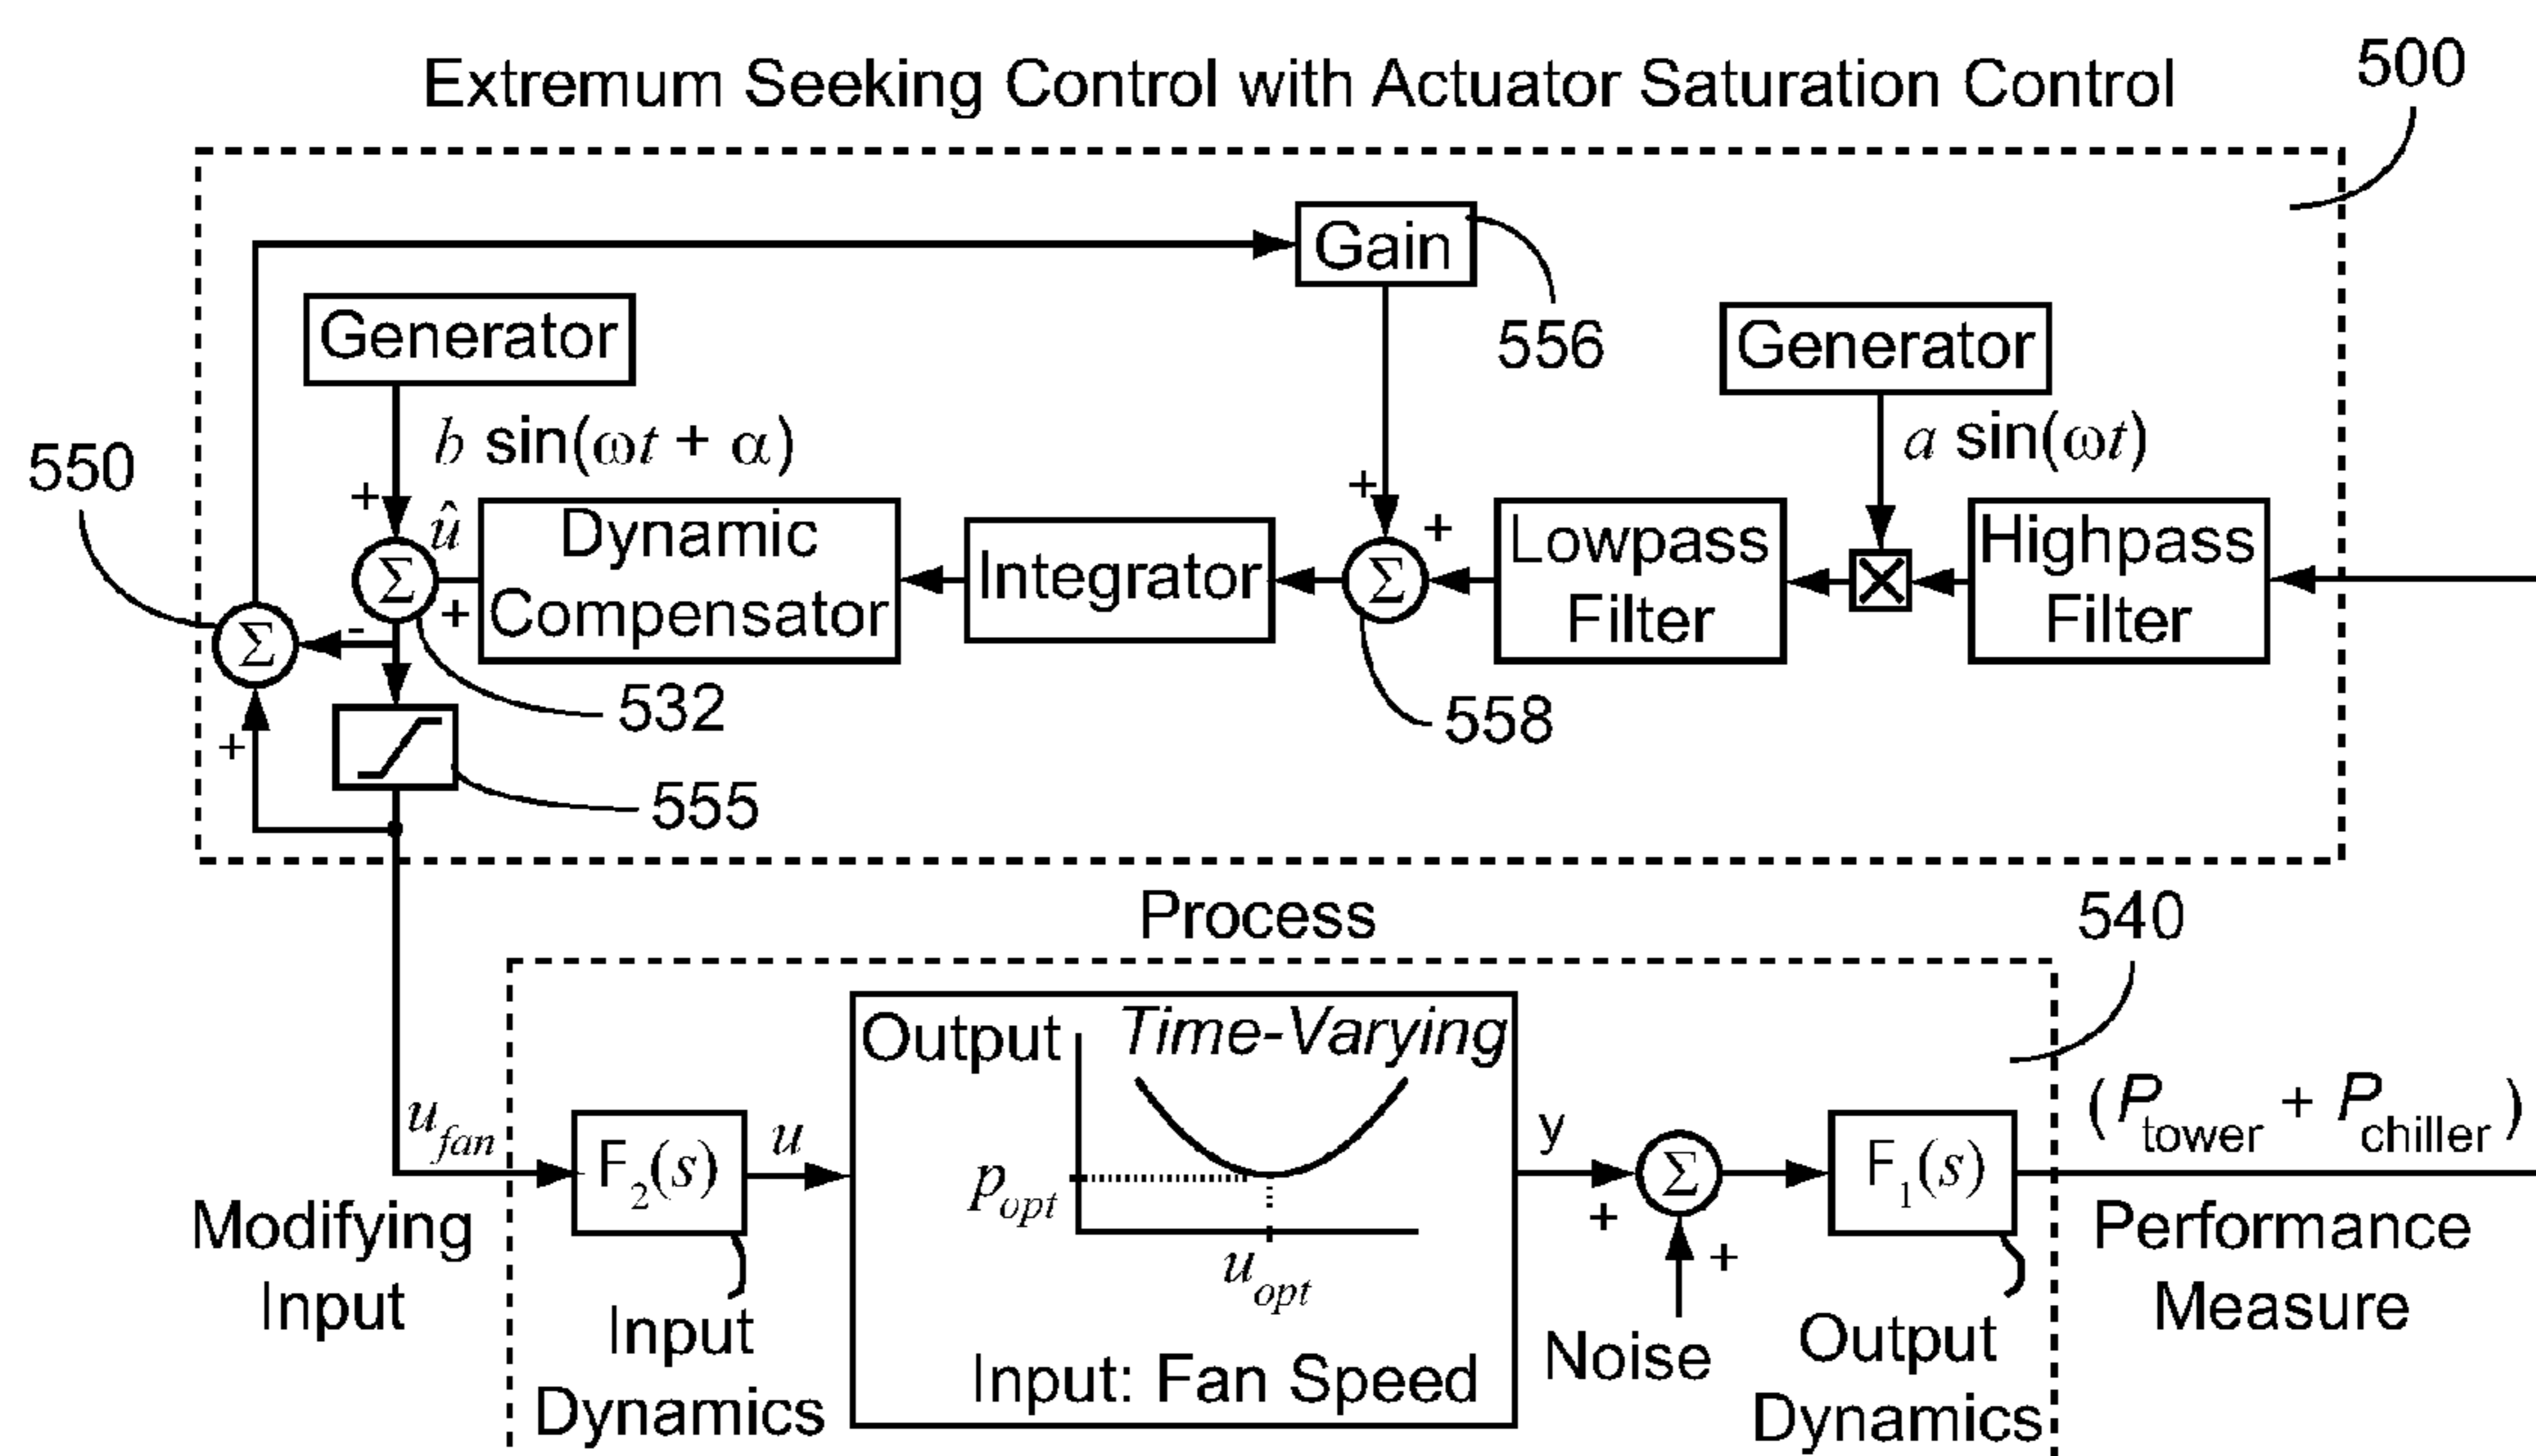 Extremum Seeking Control with Actuator Saturation Control
500
Gain
556
Generator
Generator
b sin(ωt + α)
a sin(ωt)
550
+
û
Σ
+
Dynamic
Compensator
Integrator
+
+
Σ
Lowpass
Filter
Highpass
Filter
Σ
-
+
532
558
555
Process
540
Output
Time-Varying
p_opt
u_opt
Input: Fan Speed
u_fan
F₂(s)
u
y
Σ
+
+
Noise
F₁(s)
(P_tower + P_chiller)
Modifying
Input
Input
Dynamics
Output
Dynamics
Performance
Measure